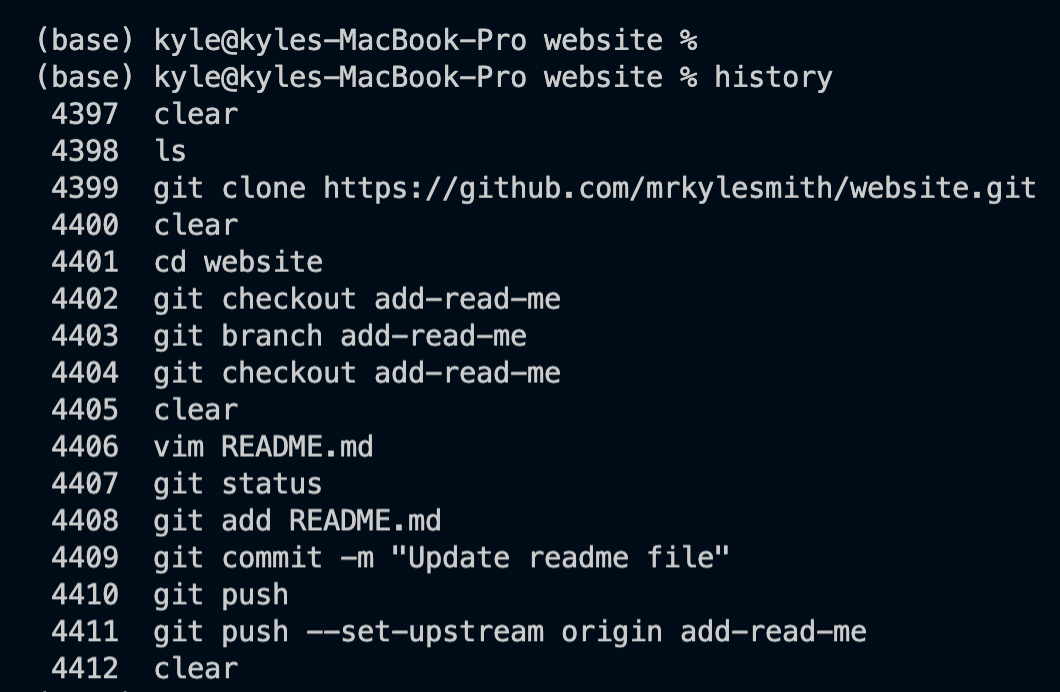 (base) kyle@kyles-MacBook-Pro website %
(base) kyle@kyles-MacBook-Pro website % history
4397  clear
4398  ls
4399  git clone https://github.com/mrkylesmith/website.git
4400  clear
4401  cd website
4402  git checkout add-read-me
4403  git branch add-read-me
4404  git checkout add-read-me
4405  clear
4406  vim README.md
4407  git status
4408  git add README.md
4409  git commit -m "Update readme file"
4410  git push
4411  git push --set-upstream origin add-read-me
4412  clear